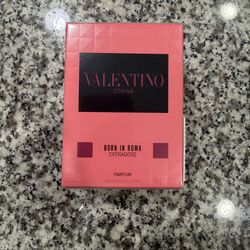 VALENTINO
DONNA
BORN IN ROMA
EXTRADOSE
PARFUM